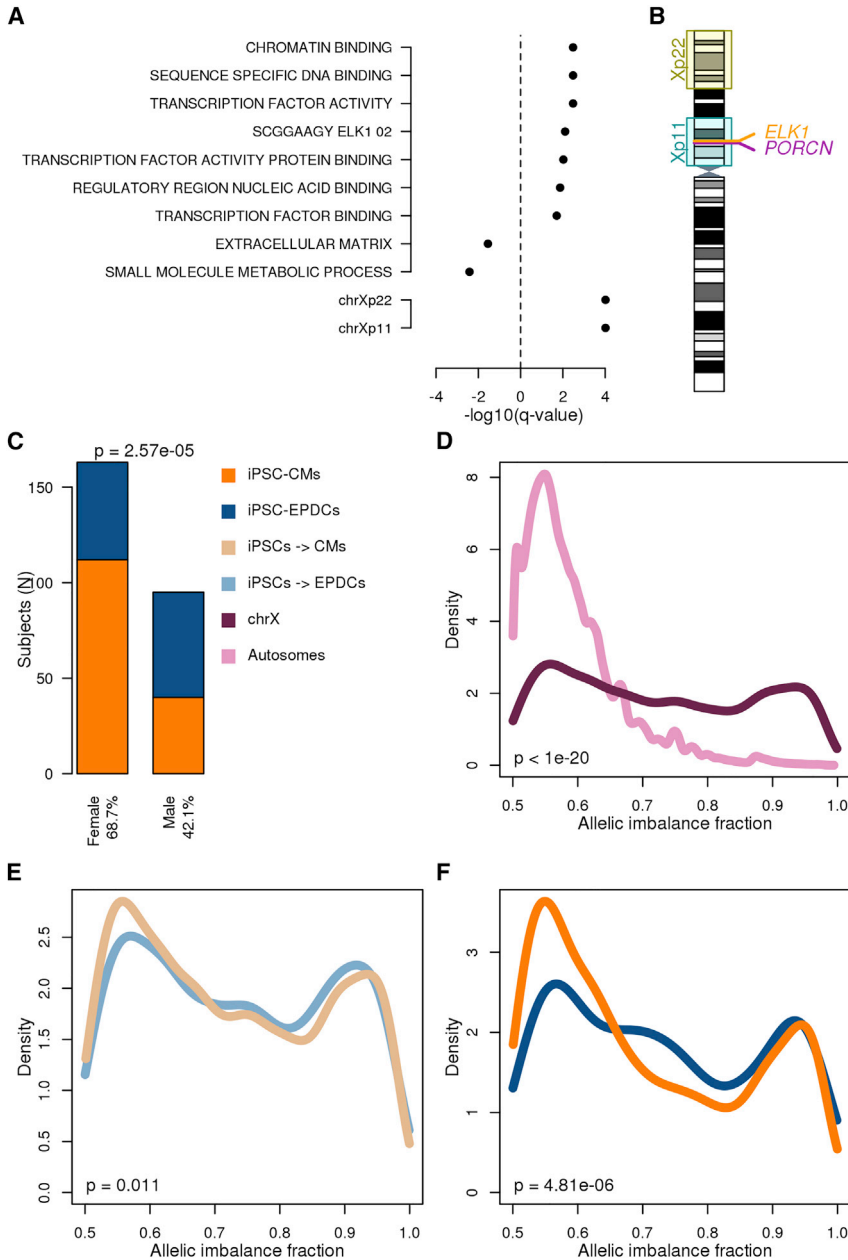 A
CHROMATIN BINDING
SEQUENCE SPECIFIC DNA BINDING
TRANSCRIPTION FACTOR ACTIVITY
SCGGAAGY ELK1 02
TRANSCRIPTION FACTOR ACTIVITY PROTEIN BINDING
REGULATORY REGION NUCLEIC ACID BINDING
TRANSCRIPTION FACTOR BINDING
EXTRACELLULAR MATRIX
SMALL MOLECULE METABOLIC PROCESS
chrXp22
chrXp11
-4 -2 0 2 4
-log10(q-value)
B
Xp22
Xp11
ELK1
PORCN
C
p = 2.57e-05
Subjects (N)
150
100
50
0
Female
68.7%
Male
42.1%
iPSC-CMs
iPSC-EPDCs
iPSCs -> CMs
iPSCs -> EPDCs
chrX
Autosomes
D
Density
8
6
4
2
0
p < 1e-20
0.5 0.6 0.7 0.8 0.9 1.0
Allelic imbalance fraction
E
Density
2.5
2.0
1.5
1.0
0.5
0.0
p = 0.011
0.5 0.6 0.7 0.8 0.9 1.0
Allelic imbalance fraction
F
Density
3
2
1
0
p = 4.81e-06
0.5 0.6 0.7 0.8 0.9 1.0
Allelic imbalance fraction